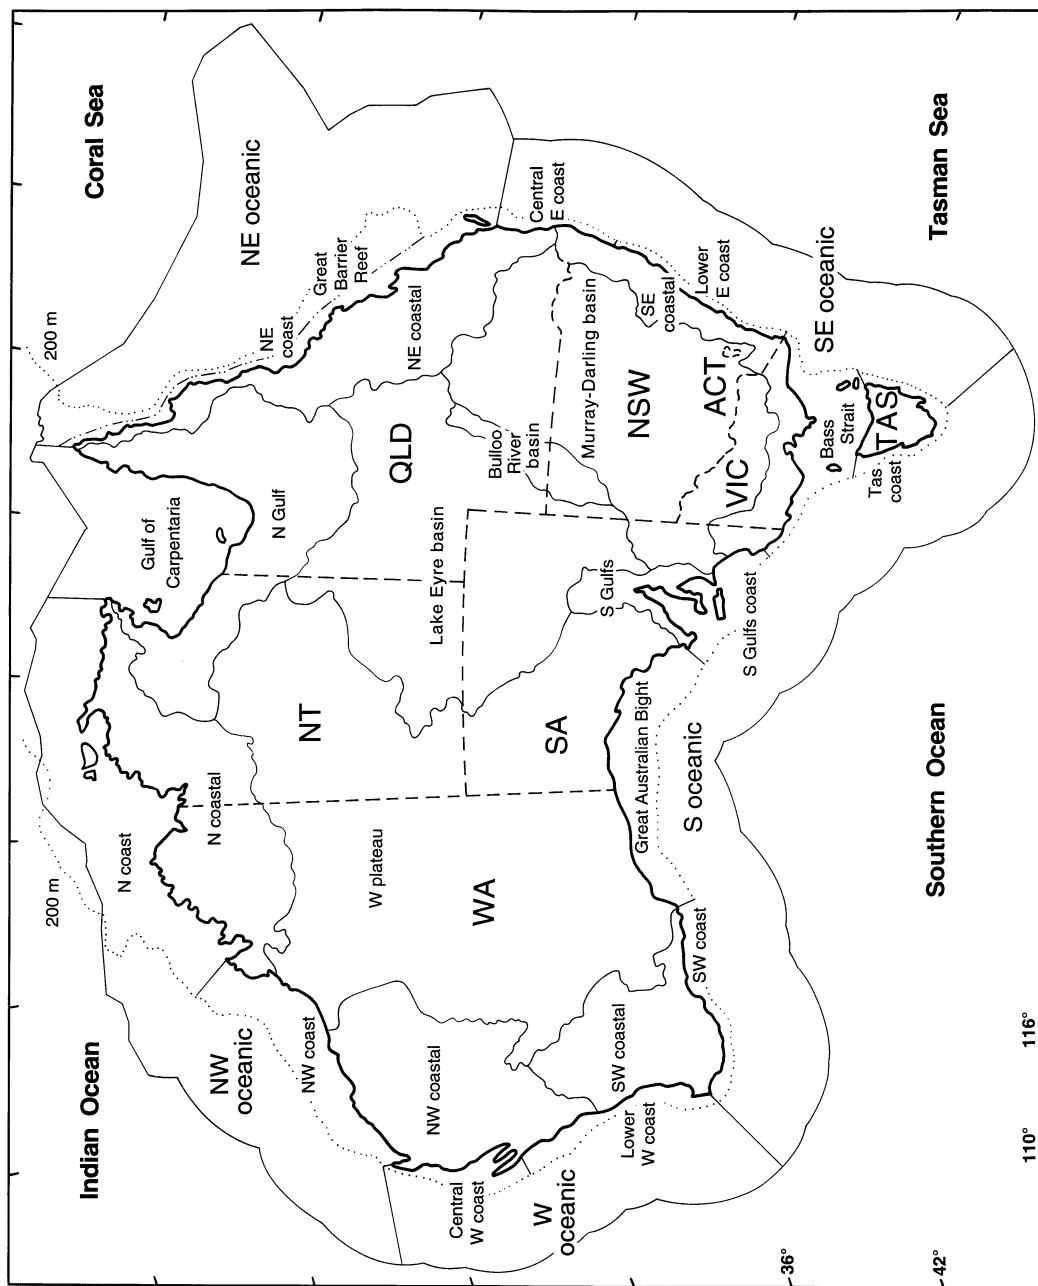 Coral Sea
NE oceanic
200 m
Great
Barrier
Reef
NE
coast
NE coastal
Central
E coast
Tasman Sea
Lower
E coast
SE
coastal
SE oceanic
Gulf of
Carpentaria
N Gulf
QLD
Bulloo
River
basin
Murray-Darling basin
NSW
ACT
VIC
Bass
Strait
TAS
Tas
coast
Lake Eyre basin
S Gulfs
S Gulfs coast
NT
SA
Great Australian Bight
S oceanic
Southern Ocean
N coastal
N coast
200 m
W plateau
WA
SW coast
Indian Ocean
NW
oceanic
NW coast
NW coastal
SW coastal
Lower
W coast
Central
W coast
W
oceanic
116°
110°
36°
42°